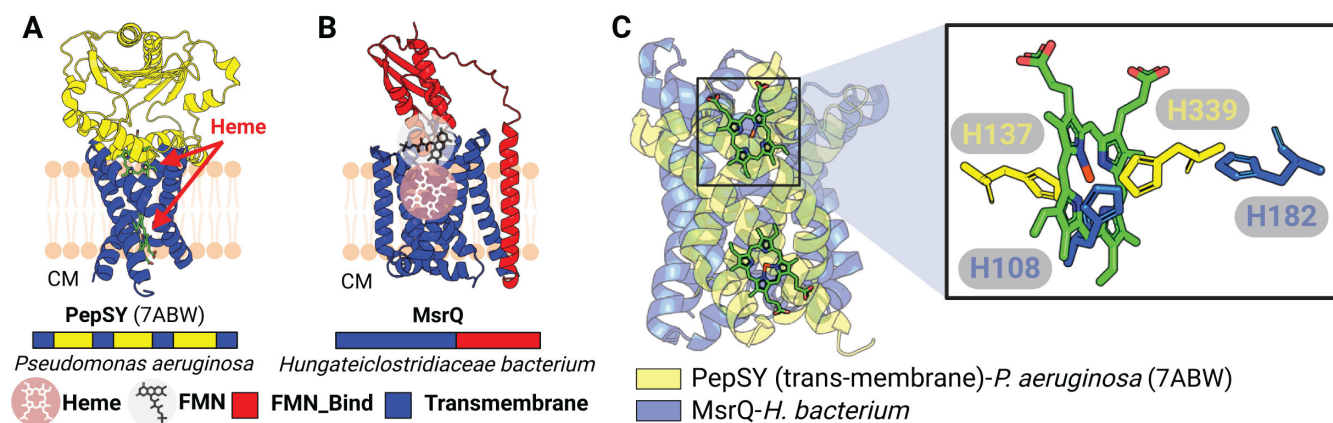 A
Heme
CM
PepSY (7ABW)
Pseudomonas aeruginosa
B
CM
MsrQ
Hungateiclostridiaceae bacterium
Heme FMN FMN_Bind Transmembrane
C
H137
H339
H182
H108
PepSY (trans-membrane)-P. aeruginosa (7ABW)
MsrQ-H. bacterium